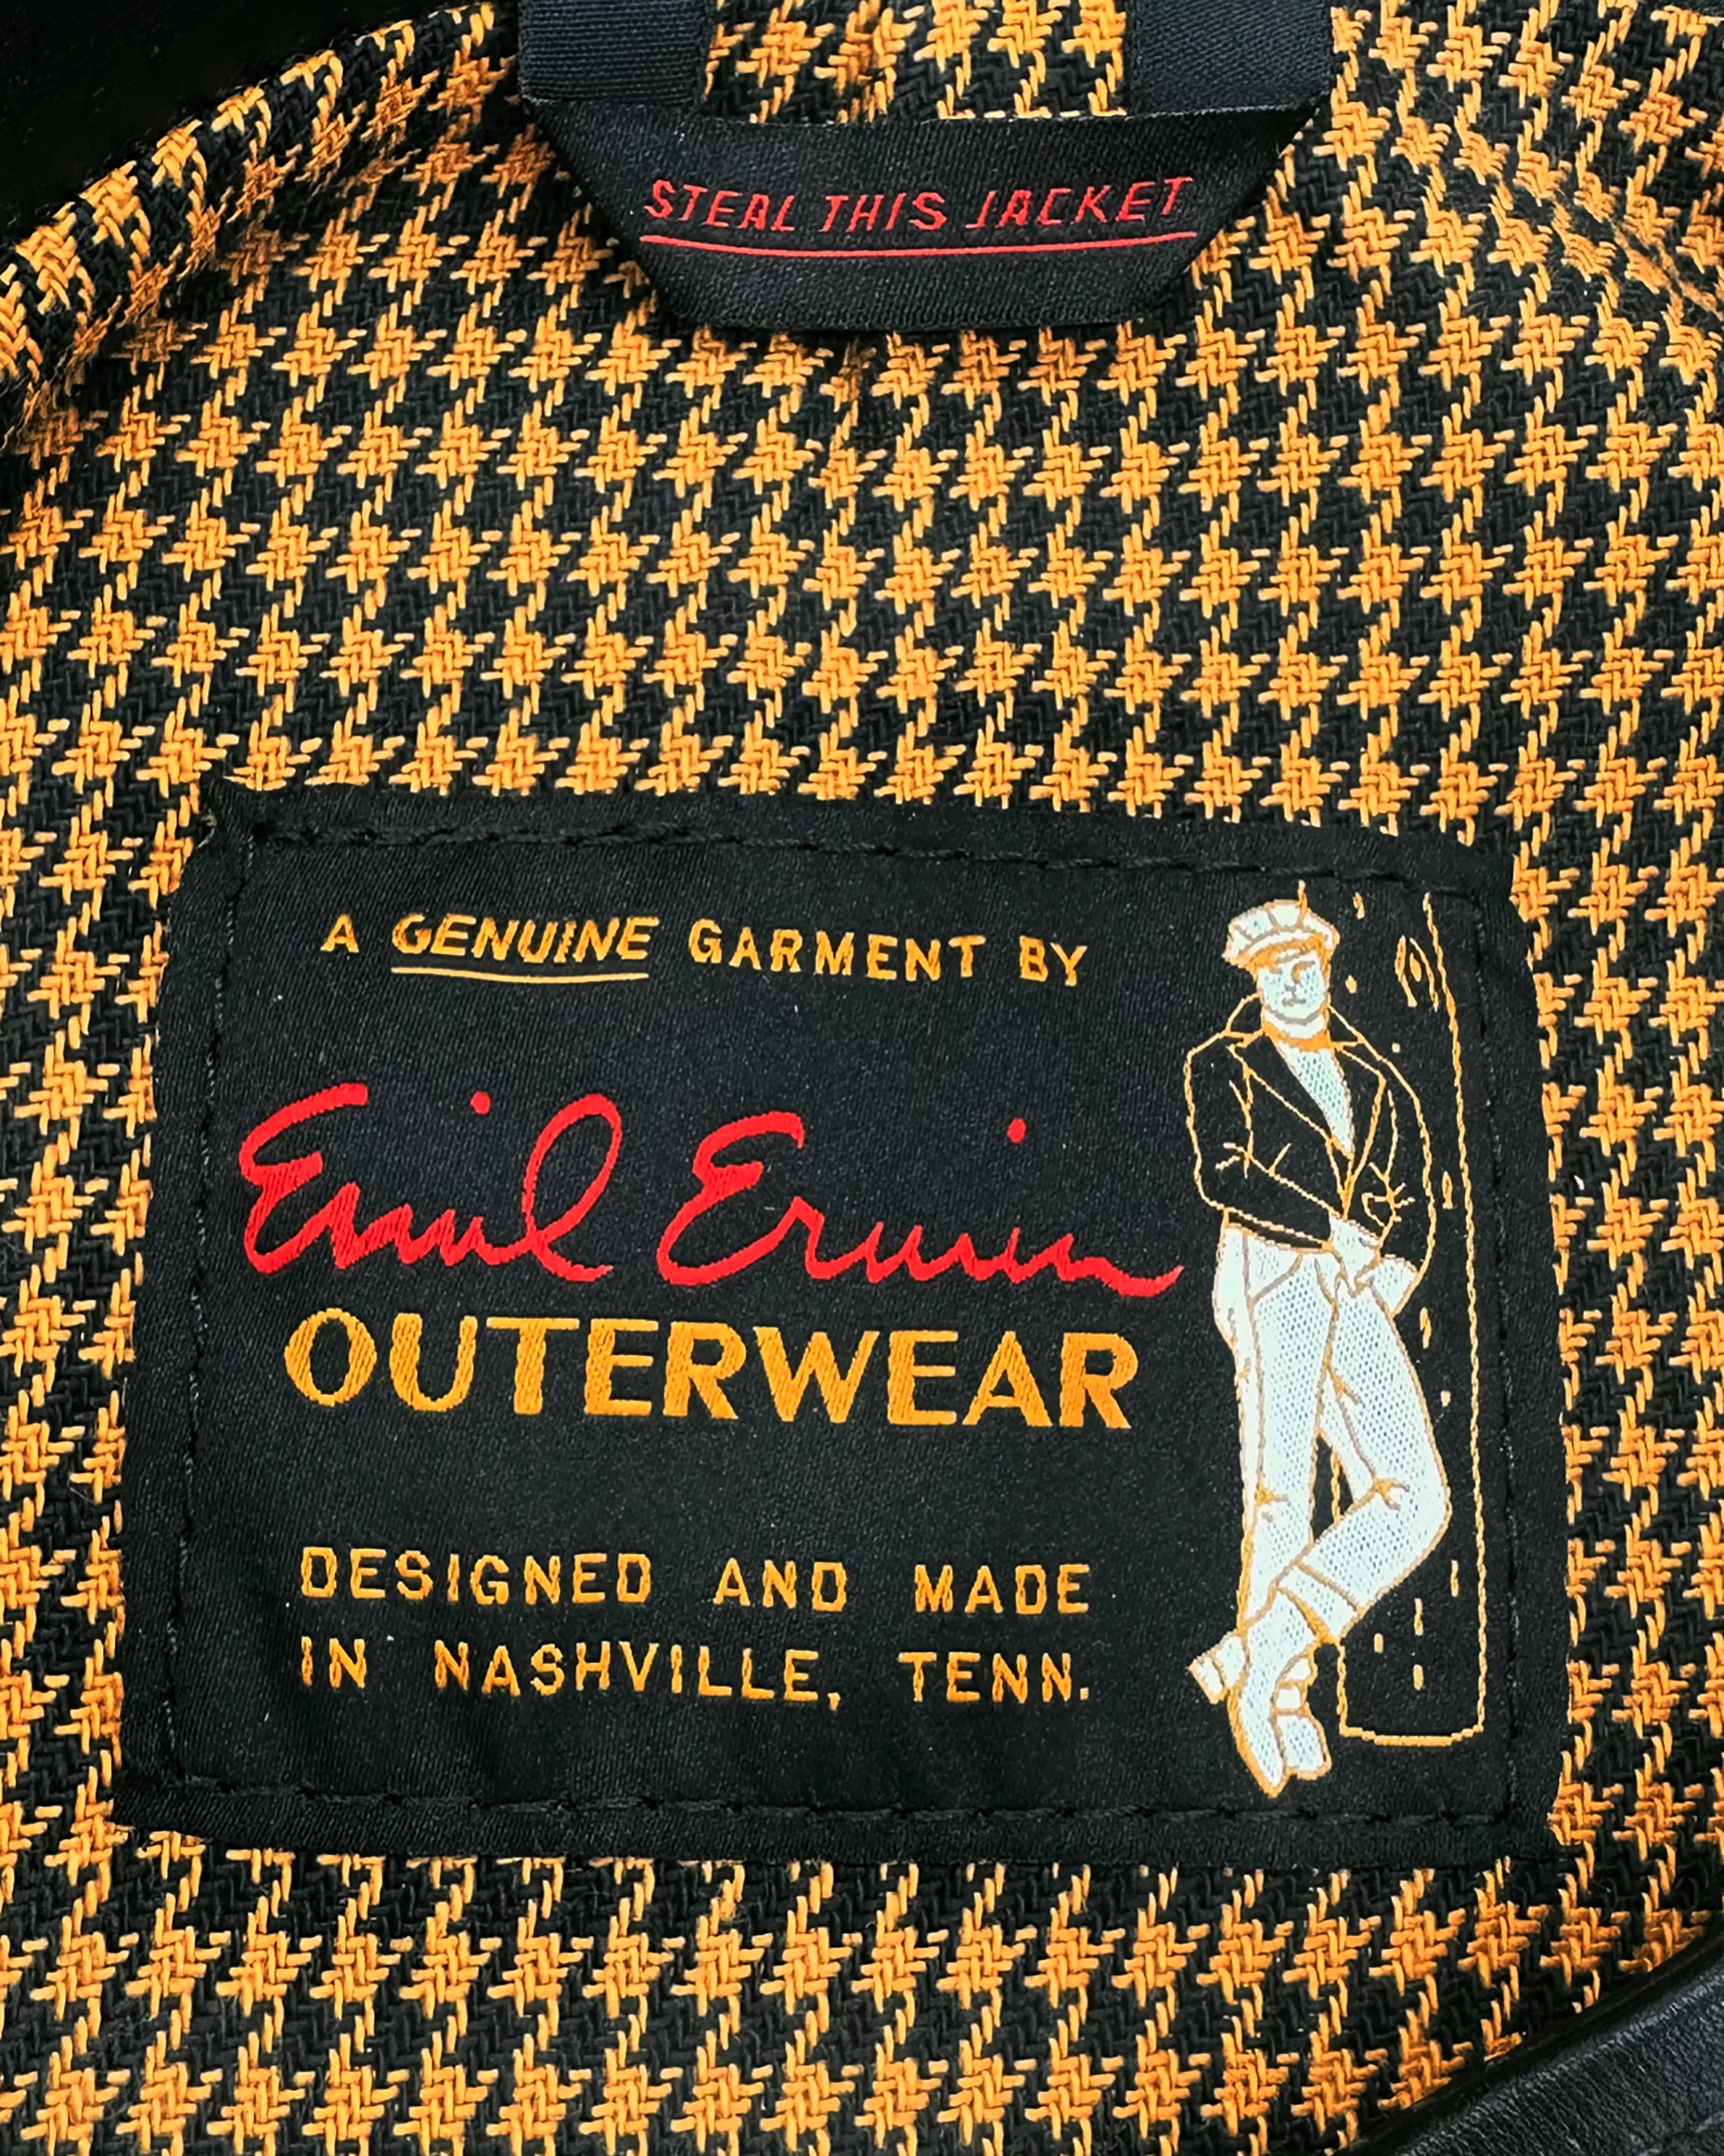 STEAL THIS JACKET
A GENUINE GARMENT BY
Emil Erwin
OUTERWEAR
DESIGNED AND MADE
IN NASHVILLE, TENN.